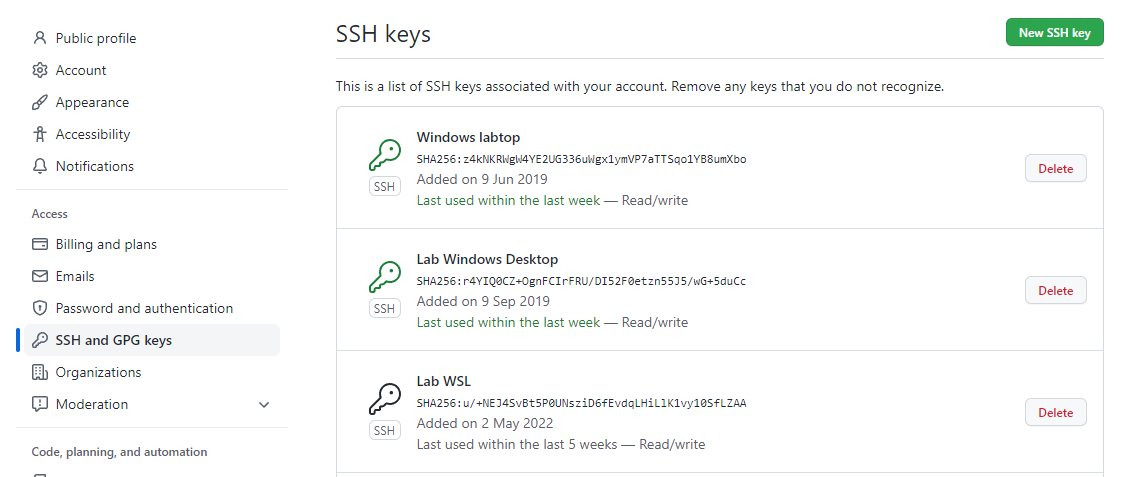 Public profile
Account
Appearance
Accessibility
Notifications
Access
Billing and plans
Emails
Password and authentication
SSH and GPG keys
Organizations
Moderation
Code, planning, and automation
SSH keys
New SSH key
This is a list of SSH keys associated with your account. Remove any keys that you do not recognize.
Windows labtop
SHA256:z4kNKRWgW4YE2UG336uWgx1ymVP7aTTSqo1YB8umXbo
Added on 9 Jun 2019
Last used within the last week — Read/write
SSH
Delete
Lab Windows Desktop
SHA256:r4YIQ0CZ+OgnFCIrFRU/DI52F0etzn55J5/wG+5duCc
Added on 9 Sep 2019
Last used within the last week — Read/write
SSH
Delete
Lab WSL
SHA256:u/+NEJ4SvBt5P0UNsziD6fEvdqLHiLlK1vy10SfLZAA
Added on 2 May 2022
Last used within the last 5 weeks — Read/write
SSH
Delete